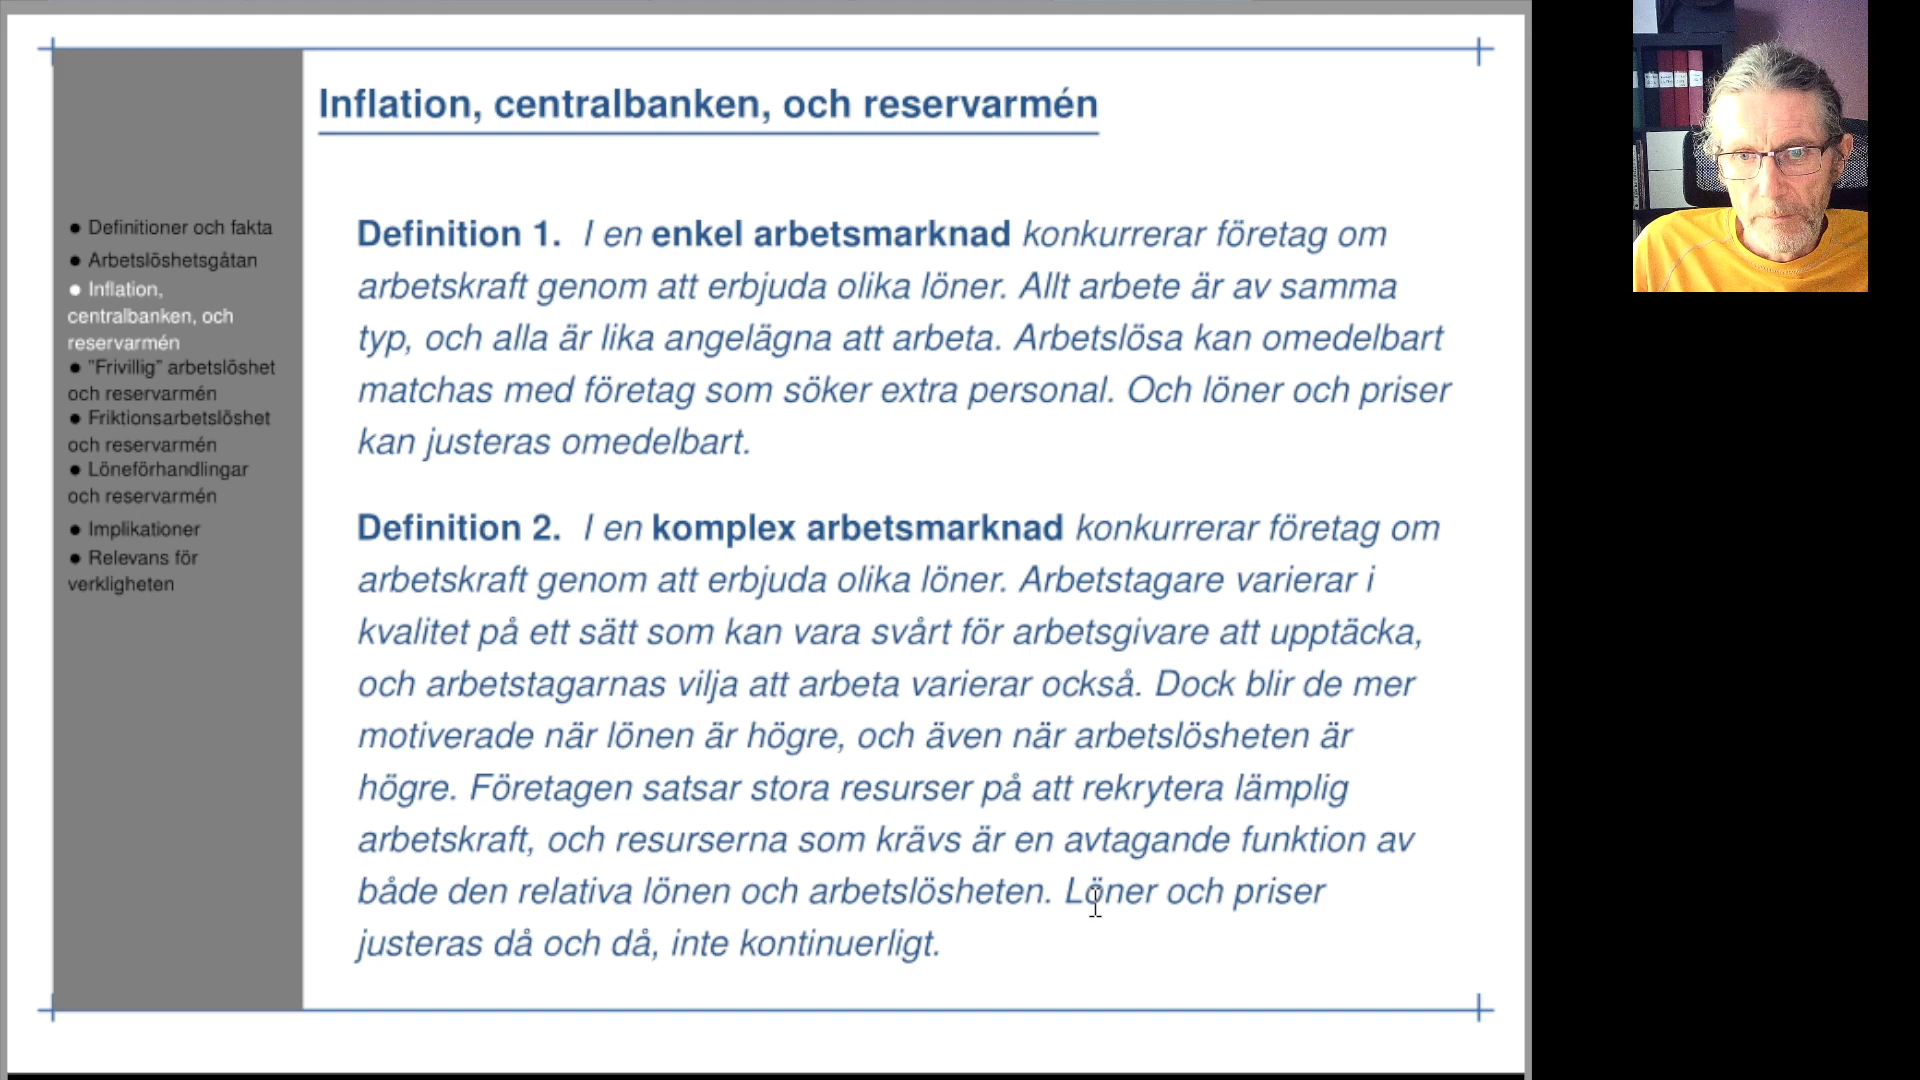 Inflation, centralbanken, och reservarmén
● Definitioner och fakta
● Arbetslöshetsgåtan
● Inflation,
centralbanken, och
reservarmén
● ”Frivillig” arbetslöshet
och reservarmén
● Friktionsarbetslöshet
och reservarmén
● Löneförhandlingar
och reservarmén
● Implikationer
● Relevans för
verkligheten
Definition 1. I en enkel arbetsmarknad konkurrerar företag om
arbetskraft genom att erbjuda olika löner. Allt arbete är av samma
typ, och alla är lika angelägna att arbeta. Arbetslösa kan omedelbart
matchas med företag som söker extra personal. Och löner och priser
kan justeras omedelbart.
Definition 2. I en komplex arbetsmarknad konkurrerar företag om
arbetskraft genom att erbjuda olika löner. Arbetstagare varierar i
kvalitet på ett sätt som kan vara svårt för arbetsgivare att upptäcka,
och arbetstagarnas vilja att arbeta varierar också. Dock blir de mer
motiverade när lönen är högre, och även när arbetslösheten är
högre. Företagen satsar stora resurser på att rekrytera lämplig
arbetskraft, och resurserna som krävs är en avtagande funktion av
både den relativa lönen och arbetslösheten. Löner och priser
justeras då och då, inte kontinuerligt.